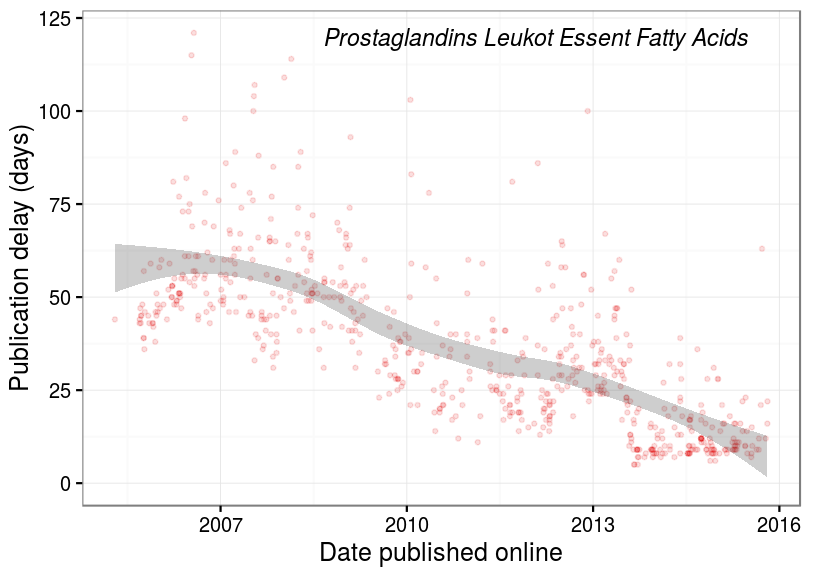 Prostaglandins Leukot Essent Fatty Acids
Publication delay (days)
125
100
75
50
25
0
2007 2010 2013 2016
Date published online